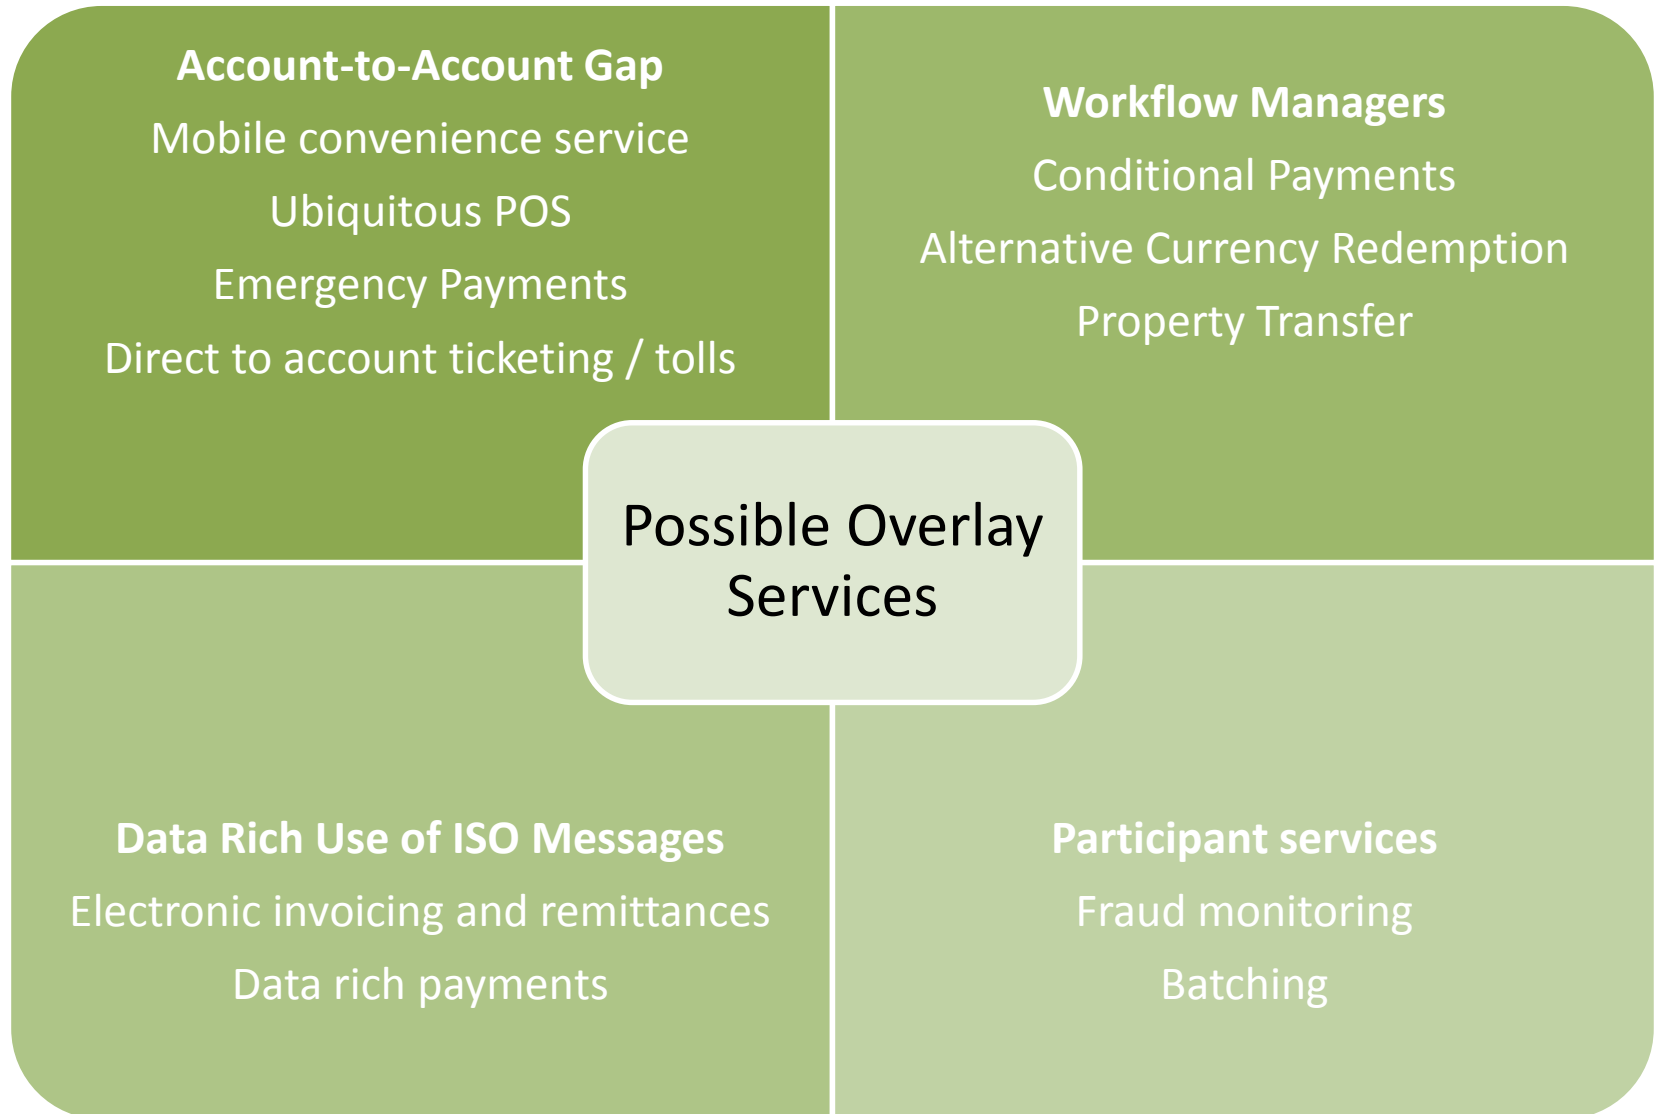 Account-to-Account Gap
Mobile convenience service
Ubiquitous POS
Emergency Payments
Direct to account ticketing / tolls
Workflow Managers
Conditional Payments
Alternative Currency Redemption
Property Transfer
Possible Overlay
Services
Data Rich Use of ISO Messages
Electronic invoicing and remittances
Data rich payments
Participant services
Fraud monitoring
Batching